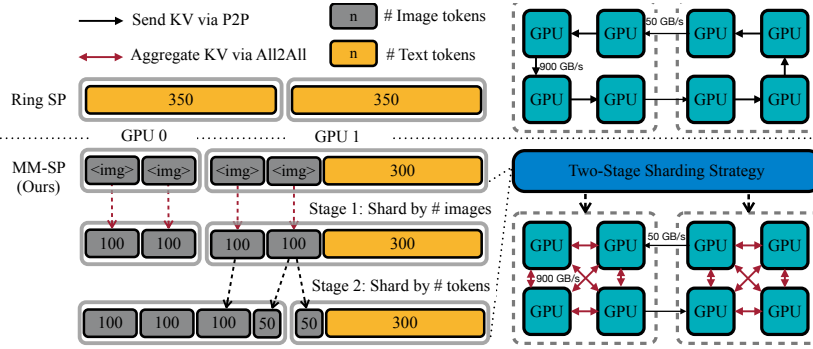 Send KV via P2P
n # Image tokens
Aggregate KV via All2All
n # Text tokens
Ring SP
350 350
GPU 0 GPU 1
GPU GPU 50 GB/s GPU GPU
900 GB/s
GPU GPU GPU GPU
MM-SP
(Ours)
<img> <img> <img> <img> 300
Two-Stage Sharding Strategy
Stage 1: Shard by # images
100 100 100 100 300
Stage 2: Shard by # tokens
100 100 100 50 50 300
GPU GPU 50 GB/s GPU GPU
900 GB/s
GPU GPU GPU GPU